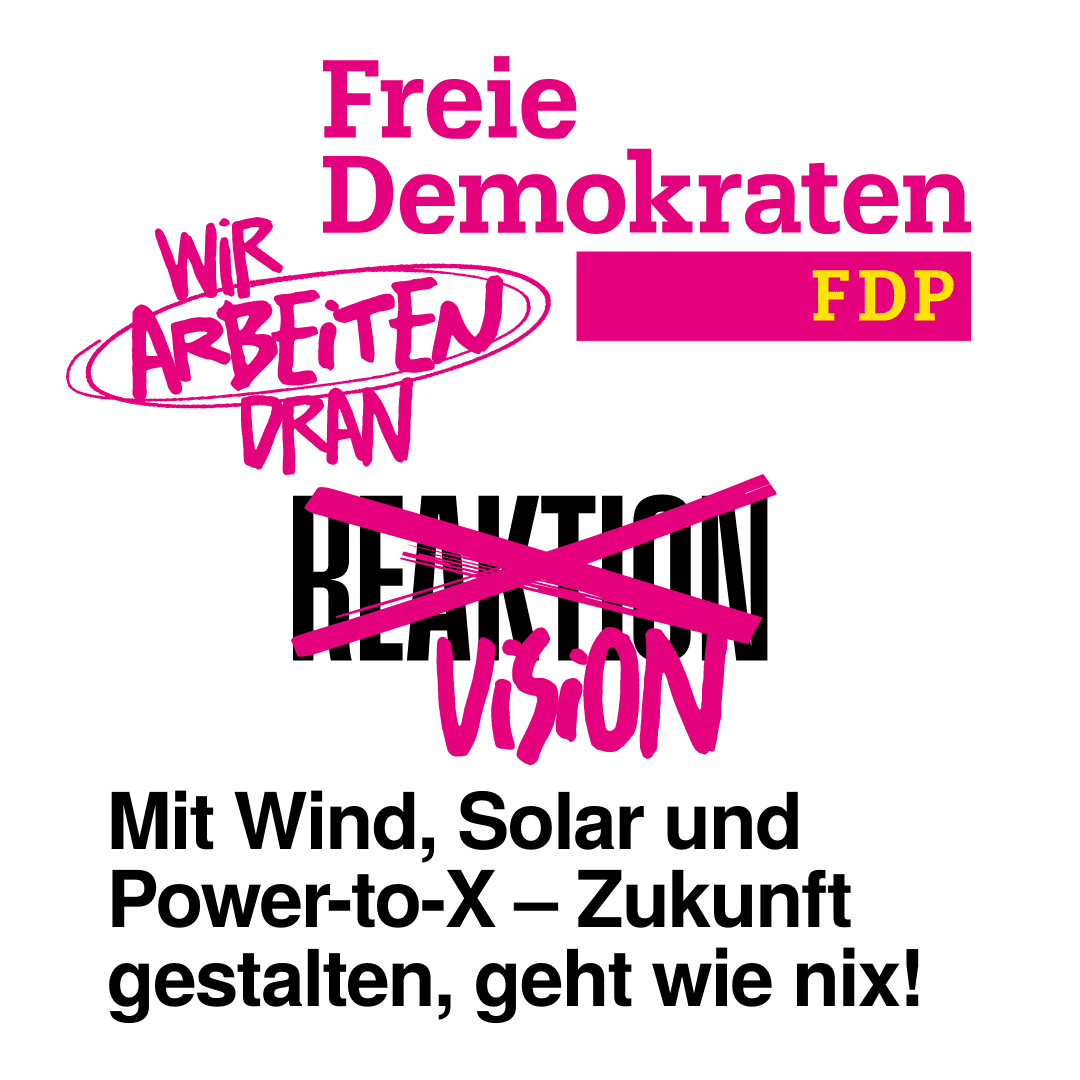 Freie
Demokraten
FDP
WiR
ARBEiTEN
DRAN
REAKTION
ViSiON
Mit Wind, Solar und
Power-to-X – Zukunft
gestalten, geht wie nix!